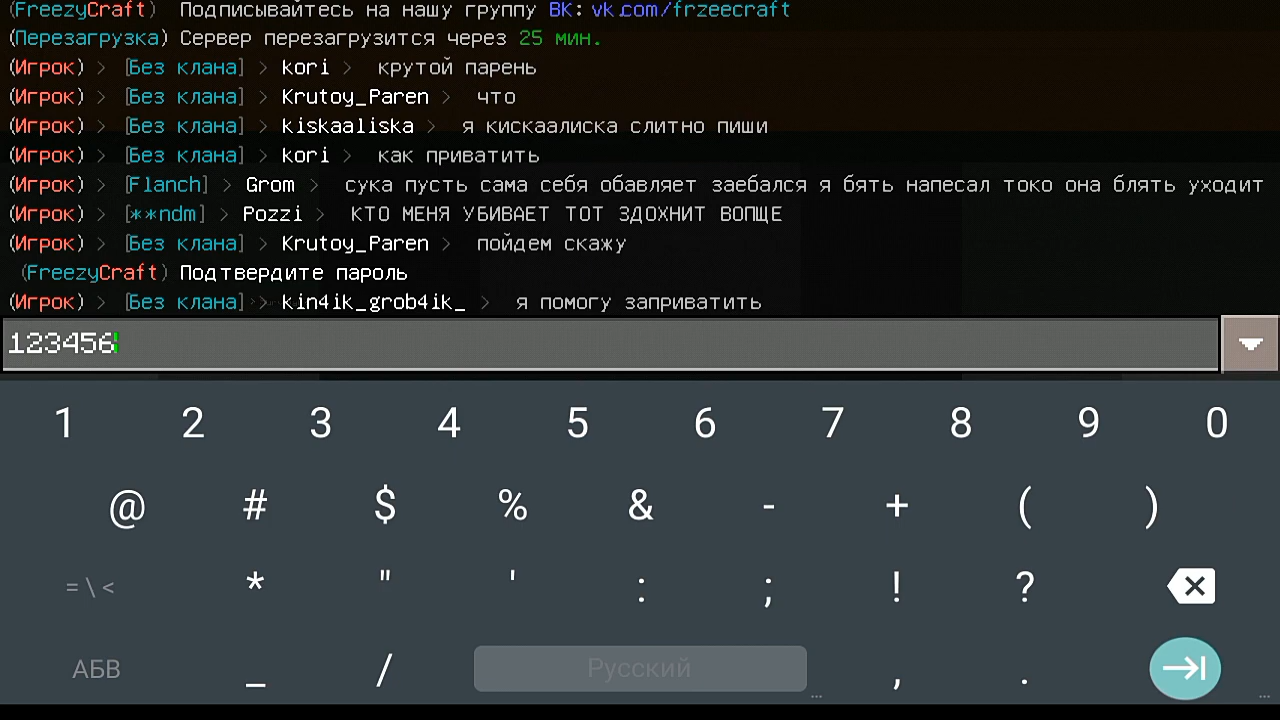 (FreezyCraft) Подписывайтесь на нашу группу ВК: vk.com/frzeecraft
(Перезагрузка) Сервер перезагрузится через 25 мин.
(Игрок) > [Без клана] > kori > крутой парень
(Игрок) > [Без клана] > Krutoy_Paren > что
(Игрок) > [Без клана] > kiskaaliska > я кискаалиска слитно пиши
(Игрок) > [Без клана] > kori > как приватить
(Игрок) > [Flanch] > Grom > сука пусть сама себя обавляет заебался я бять напесал токо она блять уходит
(Игрок) > [**ndm] > Pozzi > КТО МЕНЯ УБИВАЕТ ТОТ ЗДОХНИТ ВОПЩЕ
(Игрок) > [Без клана] > Krutoy_Paren > пойдем скажу
(FreezyCraft) Подтвердите пароль
(Игрок) > [Без клана] > kin4ik_grob4ik_ > я помогу заприватить
123456
1 2 3 4 5 6 7 8 9 0
@ # $ % & - + ( )
=\< * " ' : ; ! ?
АБВ _ / Русский , .